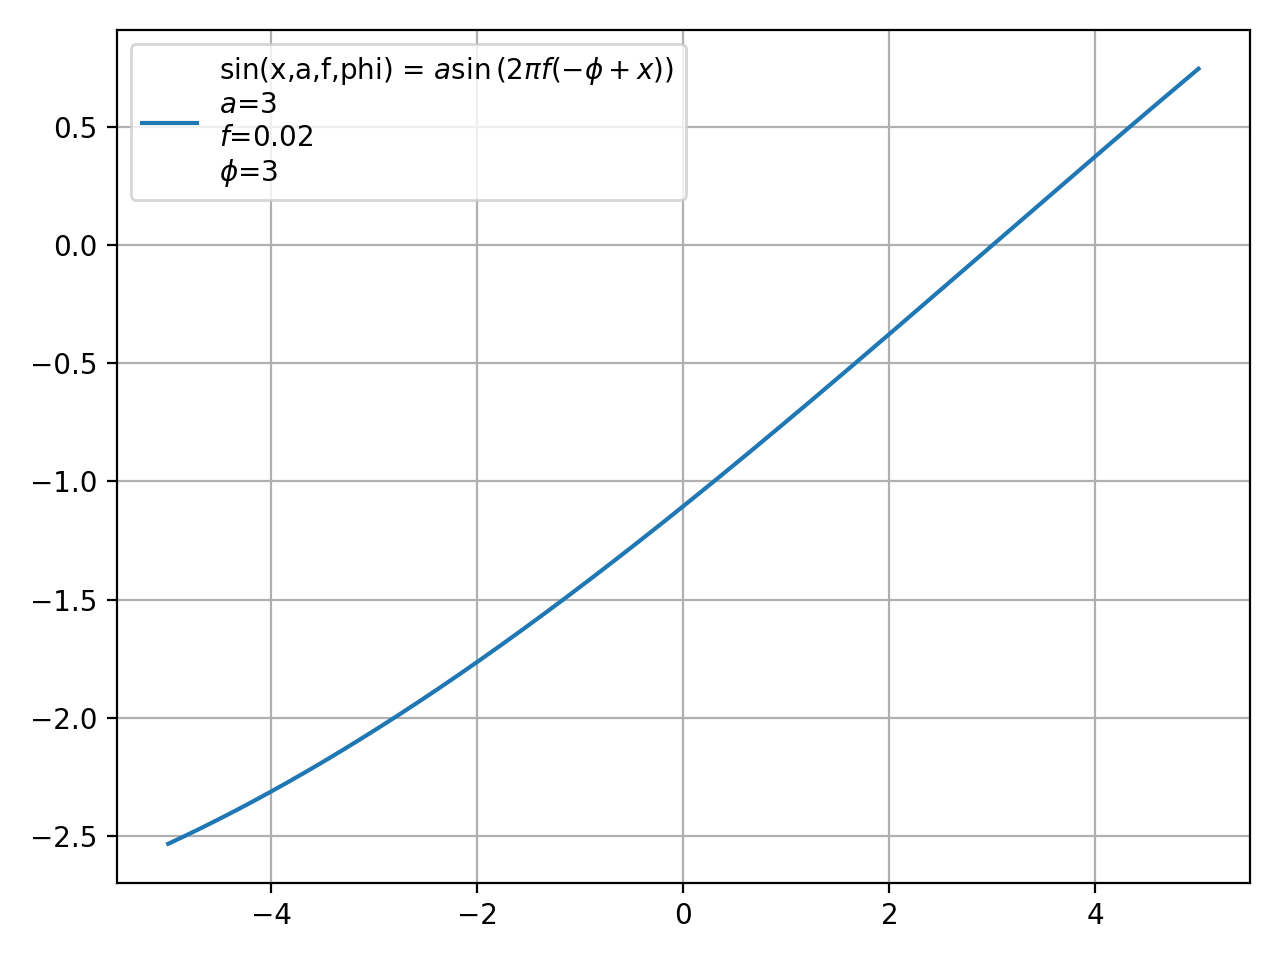 sin(x,a,f,phi) = a sin (2πf(−ϕ + x))
a=3
f=0.02
ϕ=3
0.5
0.0
−0.5
−1.0
−1.5
−2.0
−2.5
−4 −2 0 2 4